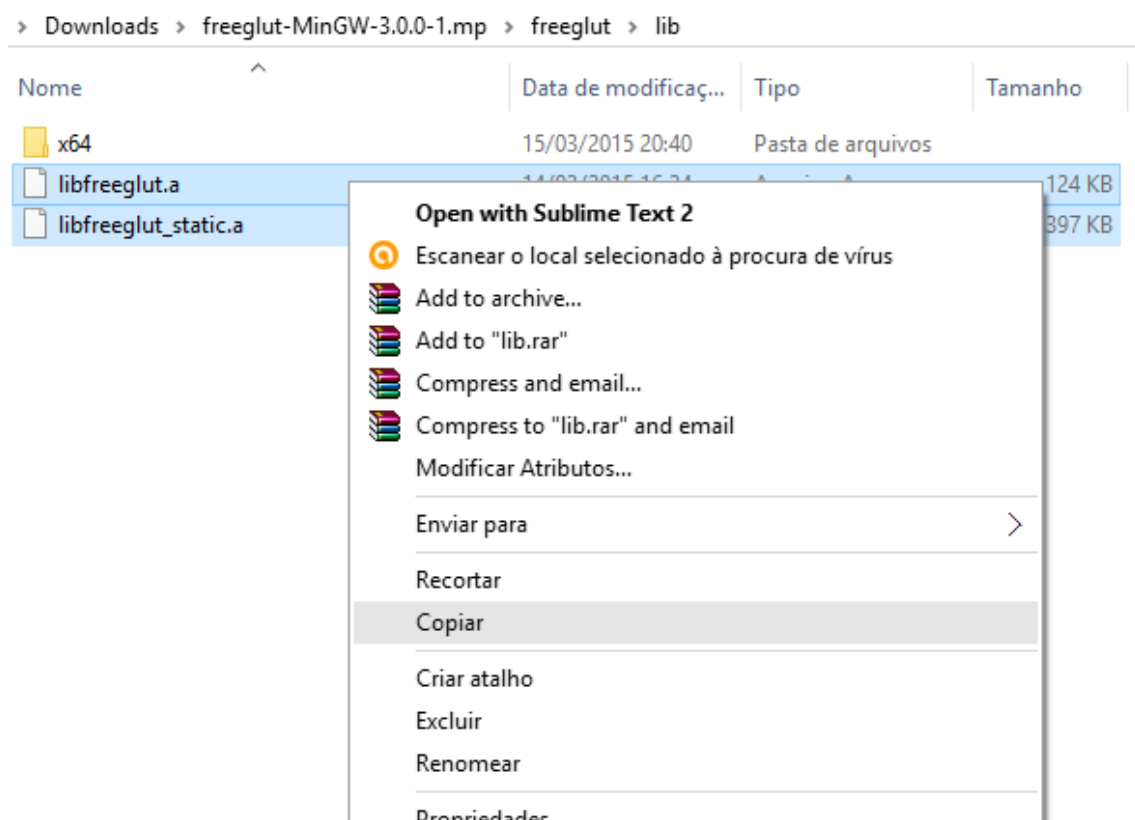 > Downloads > freeglut-MinGW-3.0.0-1.mp > freeglut > lib
Nome Data de modificaç... Tipo Tamanho
x64 15/03/2015 20:40 Pasta de arquivos
libfreeglut.a 124 KB
libfreeglut_static.a 397 KB
Open with Sublime Text 2
Escanear o local selecionado à procura de vírus
Add to archive...
Add to "lib.rar"
Compress and email...
Compress to "lib.rar" and email
Modificar Atributos...
Enviar para
Recortar
Copiar
Criar atalho
Excluir
Renomear
Propriedades